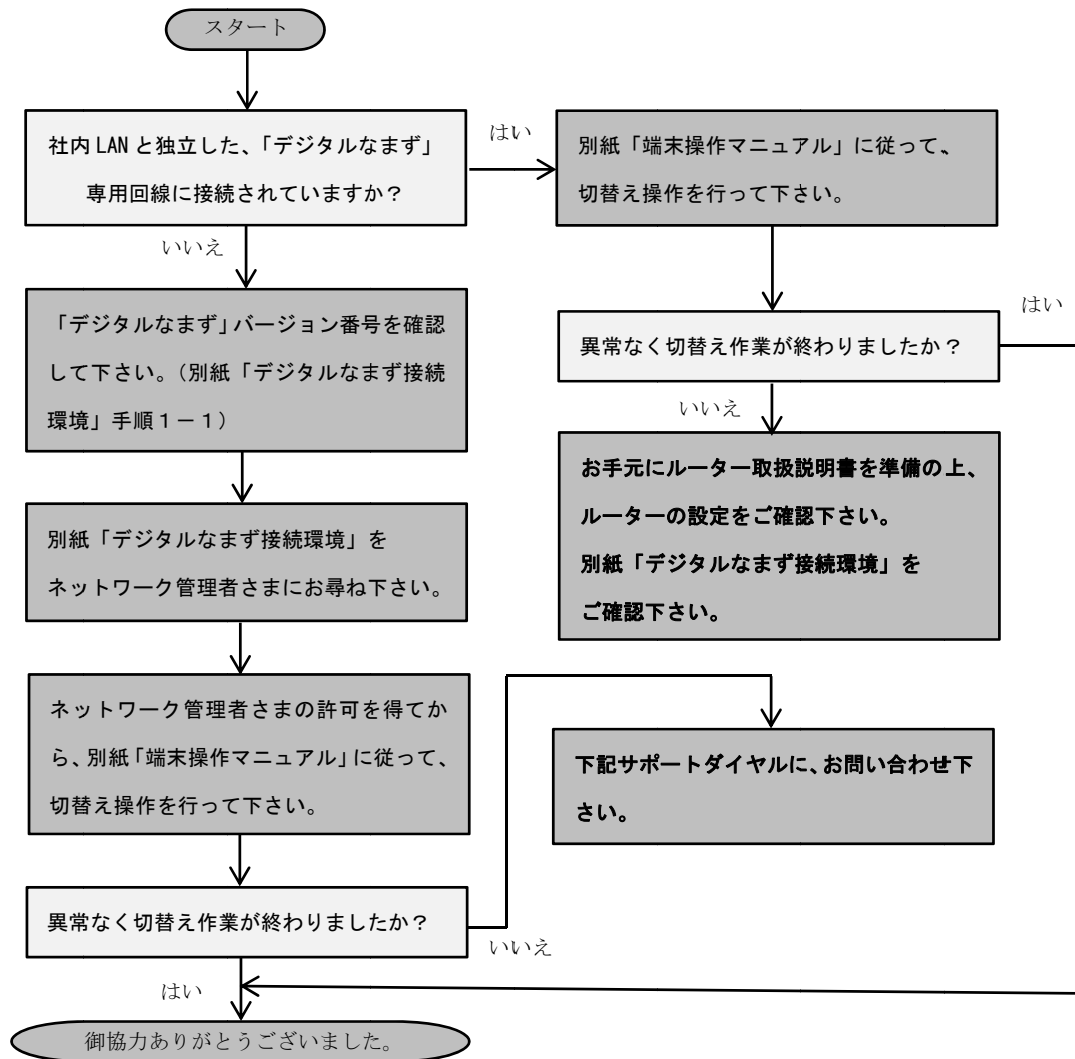 スタート
社内 LAN と独立した、「デジタルなまず」
専用回線に接続されていますか？
はい
別紙「端末操作マニュアル」に従って、
切替え操作を行って下さい。
いいえ
「デジタルなまず」バージョン番号を確認
して下さい。（別紙「デジタルなまず接続
環境」手順１－１）
はい
異常なく切替え作業が終わりましたか？
いいえ
お手元にルーター取扱説明書を準備の上、
ルーターの設定をご確認下さい。
別紙「デジタルなまず接続環境」を
ご確認下さい。
別紙「デジタルなまず接続環境」を
ネットワーク管理者さまにお尋ね下さい。
ネットワーク管理者さまの許可を得てか
ら、別紙「端末操作マニュアル」に従って、
切替え操作を行って下さい。
下記サポートダイヤルに、お問い合わせ下
さい。
異常なく切替え作業が終わりましたか？
いいえ
はい
御協力ありがとうございました。